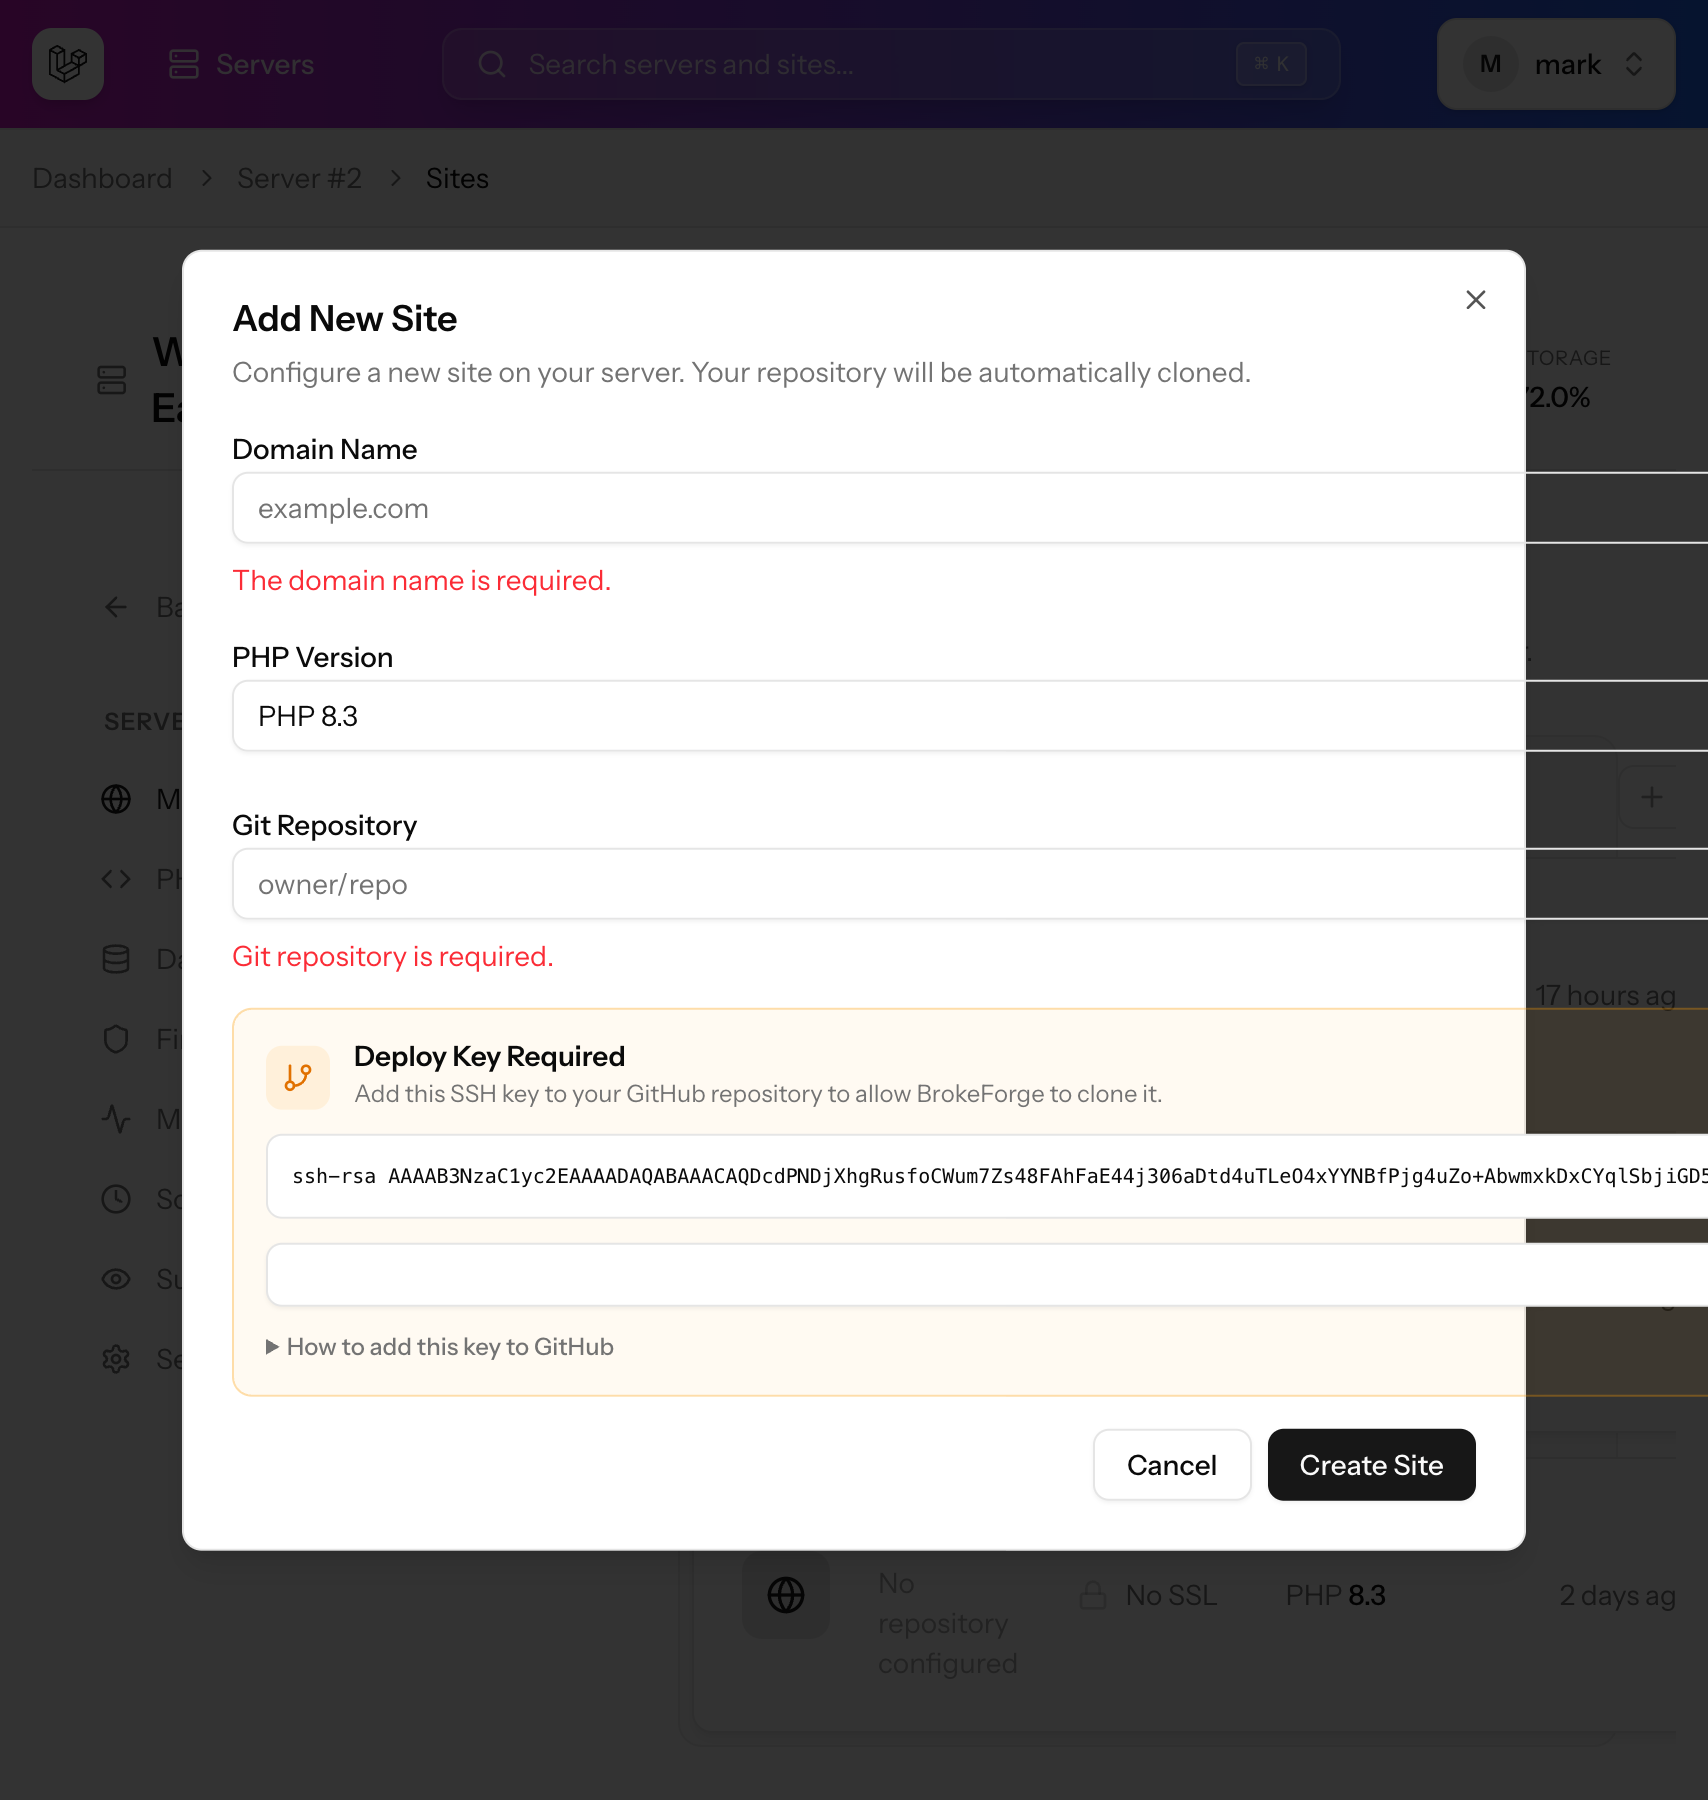 Servers
Search servers and sites...
⌘ K
M
mark
Dashboard
Server #2
Sites
TORAGE
72.0%
SERVE
Add New Site
Configure a new site on your server. Your repository will be automatically cloned.
Domain Name
example.com
The domain name is required.
PHP Version
PHP 8.3
Git Repository
owner/repo
Git repository is required.
17 hours ag
Deploy Key Required
Add this SSH key to your GitHub repository to allow BrokeForge to clone it.
ssh-rsa AAAAB3NzaC1yc2EAAAADAQABAAACAQDcdPNDjXhgRusfoCWum7Zs48FAhFaE44j306aDtd4uTLeO4xYYNBfPjg4uZo+AbwmxkDxCYqlSbjiGD5
How to add this key to GitHub
Cancel
Create Site
No
repository
configured
No SSL
PHP 8.3
2 days ag